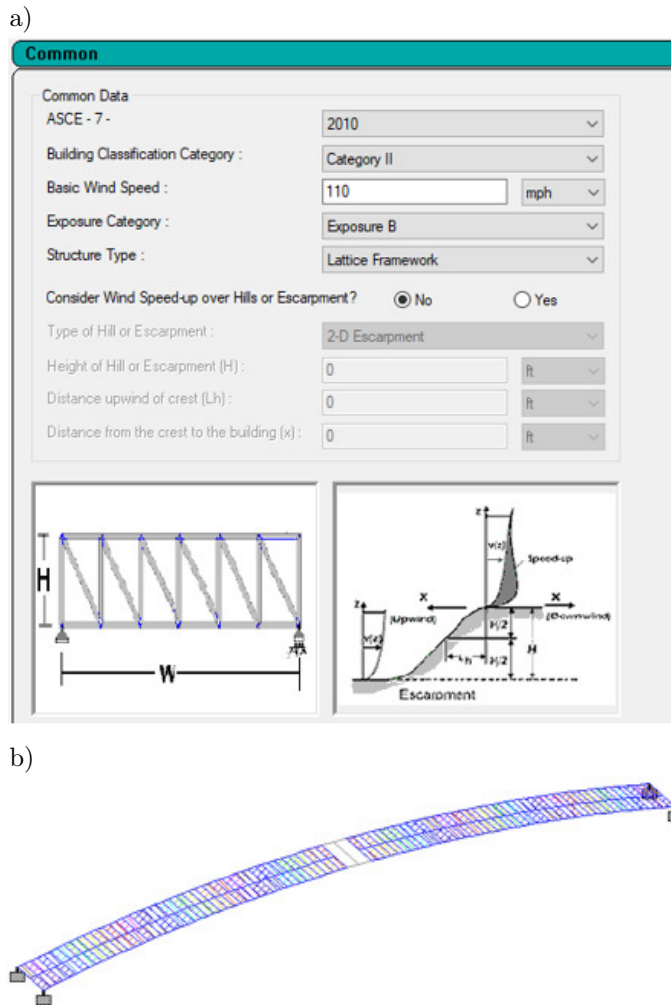 a)
Common
Common Data
ASCE - 7 -
2010
Building Classification Category :
Category II
Basic Wind Speed :
110
mph
Exposure Category :
Exposure B
Structure Type :
Lattice Framework
Consider Wind Speed-up over Hills or Escarpment?
No
Yes
Type of Hill or Escarpment :
2-D Escarpment
Height of Hill or Escarpment (H) :
0
ft
Distance upwind of crest (Lh) :
0
ft
Distance from the crest to the building (x) :
0
ft
H
W
z
v(z)
Speed-up
x
x
(Upwind)
(Downwind)
z
v(z)
H/2
H
H/2
Lh
Escarpment
b)